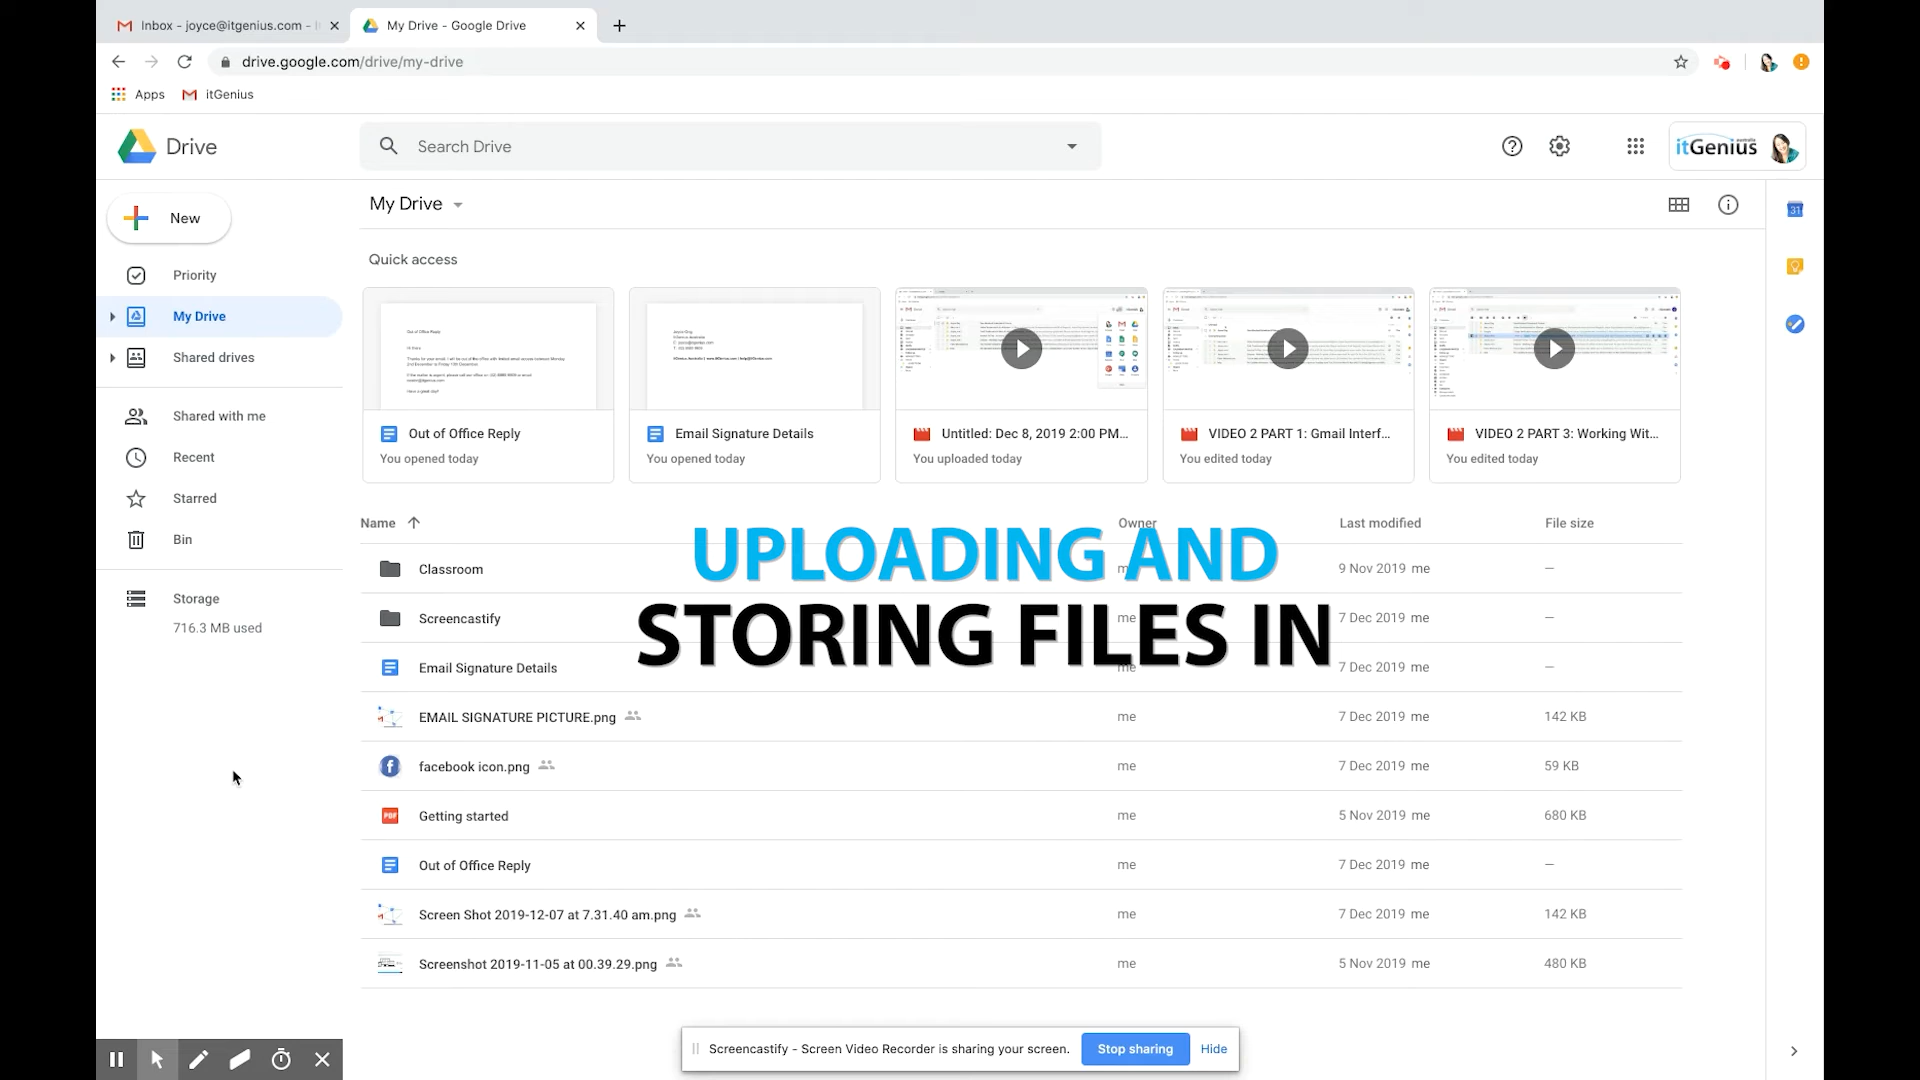 Inbox - joyce@itgenius.com -
My Drive - Google Drive
drive.google.com/drive/my-drive
Apps
itGenius
Drive
Search Drive
itGenius
New
My Drive
Priority
Quick access
My Drive
Shared drives
Shared with me
Recent
Starred
Bin
Storage
716.3 MB used
Out of Office Reply
You opened today
Email Signature Details
You opened today
Untitled: Dec 8, 2019 2:00 PM...
You uploaded today
VIDEO 2 PART 1: Gmail Interf...
You edited today
VIDEO 2 PART 3: Working Wit...
You edited today
Name Owner Last modified File size
UPLOADING AND
STORING FILES IN
Classroom 9 Nov 2019 me —
Screencastify me 7 Dec 2019 me —
Email Signature Details me 7 Dec 2019 me —
EMAIL SIGNATURE PICTURE.png me 7 Dec 2019 me 142 KB
facebook icon.png me 7 Dec 2019 me 59 KB
PDF Getting started me 5 Nov 2019 me 680 KB
Out of Office Reply me 7 Dec 2019 me —
Screen Shot 2019-12-07 at 7.31.40 am.png me 7 Dec 2019 me 142 KB
Screenshot 2019-11-05 at 00.39.29.png me 5 Nov 2019 me 480 KB
Screencastify - Screen Video Recorder is sharing your screen. Stop sharing Hide
31